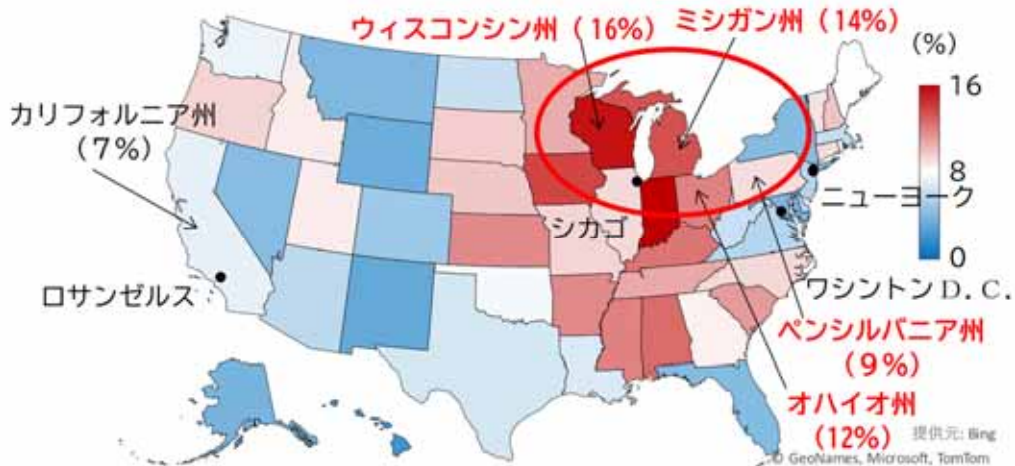 ウィスコンシン州（16%）
ミシガン州（14%）
(%)
16
8
0
カリフォルニア州
（7%）
ニューヨーク
シカゴ
ロサンゼルス
ワシントンD．C．
ペンシルバニア州
（9%）
オハイオ州
（12%）
提供元: Bing
© GeoNames, Microsoft, TomTom